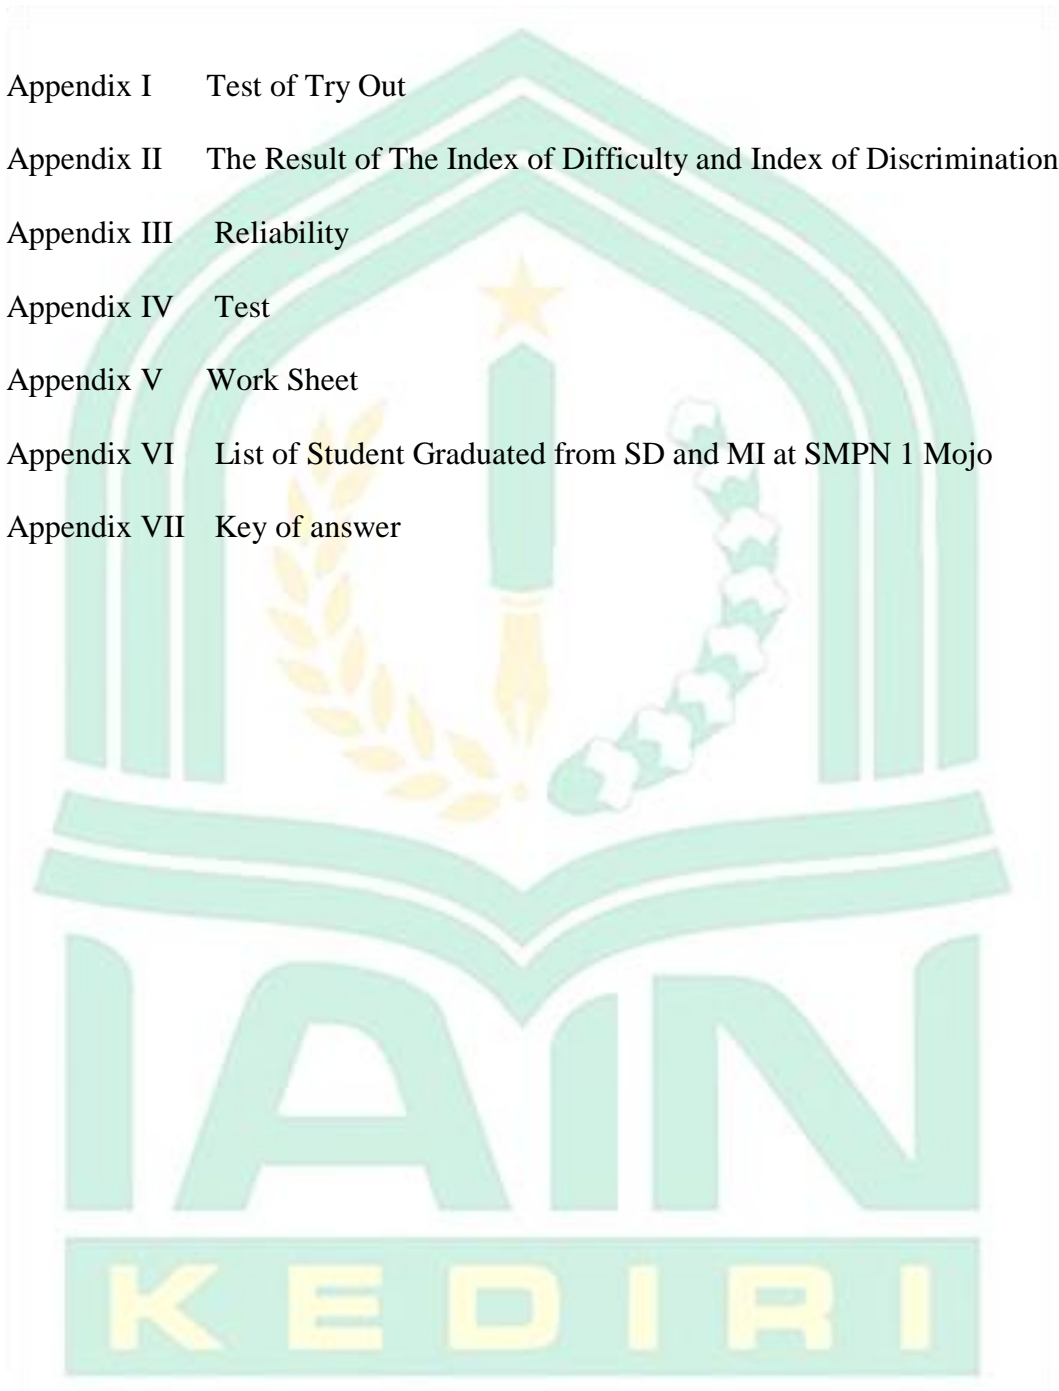 Appendix I Test of Try Out
Appendix II The Result of The Index of Difficulty and Index of Discrimination
Appendix III Reliability
Appendix IV Test
Appendix V Work Sheet
Appendix VI List of Student Graduated from SD and MI at SMPN 1 Mojo
Appendix VII Key of answer
IAIN
KEDIRI